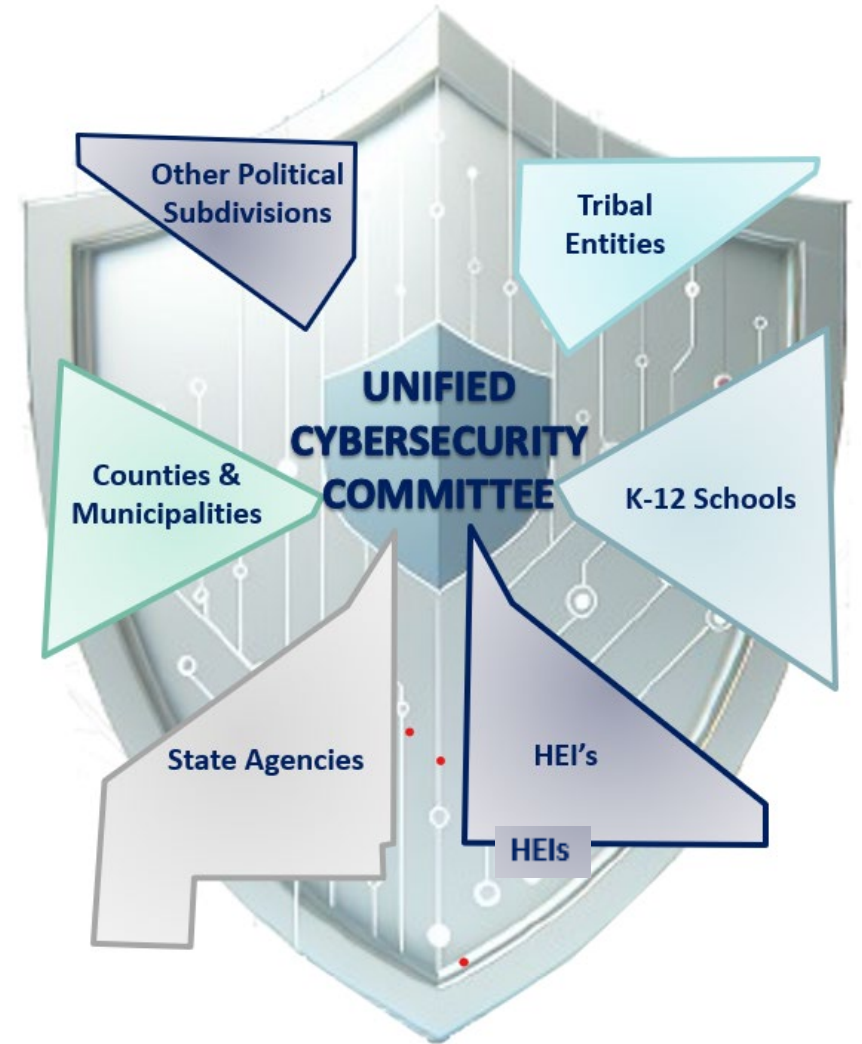 Other Political
Subdivisions
Tribal
Entities
UNIFIED
CYBERSECURITY
COMMITTEE
Counties &
Municipalities
K-12 Schools
State Agencies
HEI’s
HEIs